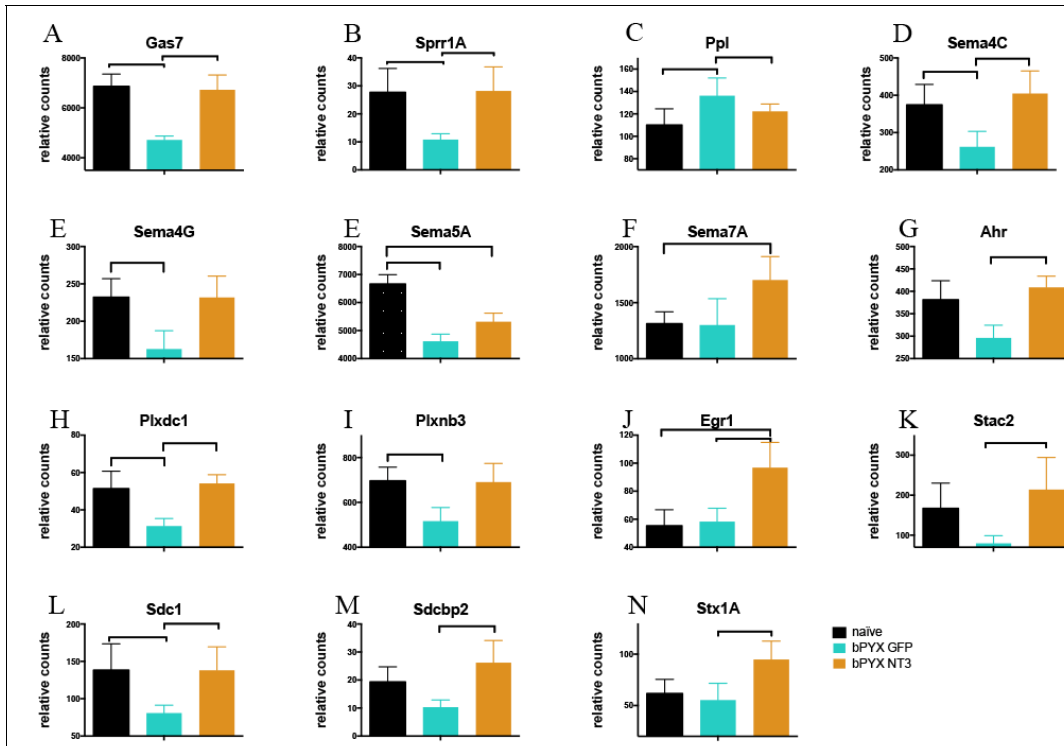 A
Gas7
relative counts
8000
6000
4000
B
Sprr1A
relative counts
40
30
20
10
0
C
Ppl
relative counts
160
140
120
100
80
D
Sema4C
relative counts
500
400
300
200
E
Sema4G
relative counts
300
250
200
150
E
Sema5A
relative counts
8000
7000
6000
5000
4000
F
Sema7A
relative counts
2000
1500
1000
G
Ahr
relative counts
500
450
400
350
300
250
H
Plxdc1
relative counts
80
60
40
20
I
Plxnb3
relative counts
800
600
400
J
Egr1
relative counts
120
100
80
60
40
K
Stac2
relative counts
300
200
100
L
Sdc1
relative counts
200
150
100
50
M
Sdcbp2
relative counts
40
30
20
10
0
N
Stx1A
relative counts
100
50
naïve
bPYX GFP
bPYX NT3